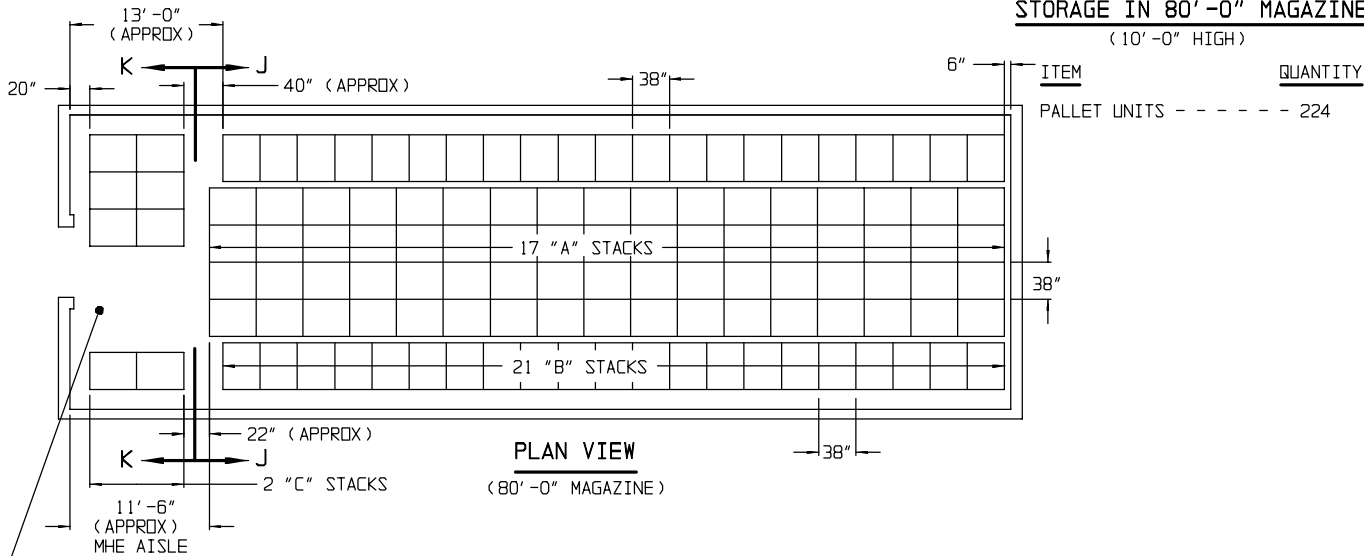 STORAGE IN 80'-0" MAGAZINE
(10'-0" HIGH)
ITEM QUANTITY
PALLET UNITS - - - - - - 224
13'-0"
(APPROX)
K J
20"
40" (APPROX)
38"
6"
17 "A" STACKS
38"
21 "B" STACKS
22" (APPROX)
K J
2 "C" STACKS
38"
11'-6"
(APPROX)
MHE AISLE
PLAN VIEW
(80'-0" MAGAZINE)